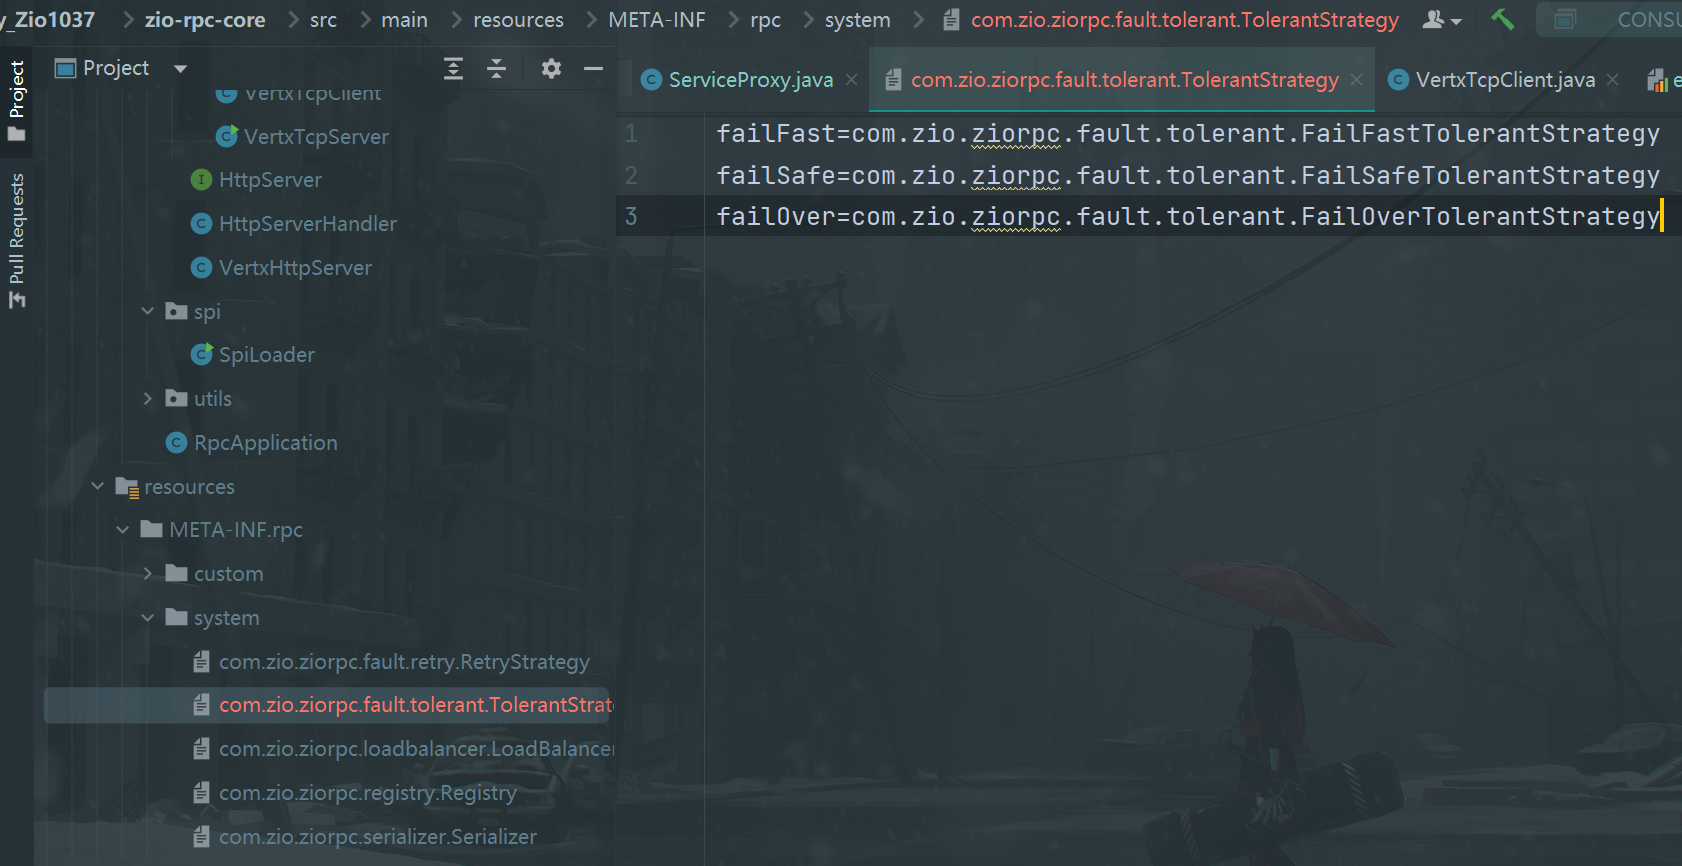 y_Zio1037 zio-rpc-core src main resources META-INF rpc system com.zio.ziorpc.fault.tolerant.TolerantStrategy CONSU
Project
Pull Requests
Project
VertxTcpClient
VertxTcpServer
HttpServer
HttpServerHandler
VertxHttpServer
spi
SpiLoader
utils
RpcApplication
resources
META-INF.rpc
custom
system
com.zio.ziorpc.fault.retry.RetryStrategy
com.zio.ziorpc.fault.tolerant.TolerantStrate
com.zio.ziorpc.loadbalancer.LoadBalancer
com.zio.ziorpc.registry.Registry
com.zio.ziorpc.serializer.Serializer
ServiceProxy.java com.zio.ziorpc.fault.tolerant.TolerantStrategy VertxTcpClient.java e
1 failFast=com.zio.ziorpc.fault.tolerant.FailFastTolerantStrategy
2 failSafe=com.zio.ziorpc.fault.tolerant.FailSafeTolerantStrategy
3 failOver=com.zio.ziorpc.fault.tolerant.FailOverTolerantStrategy